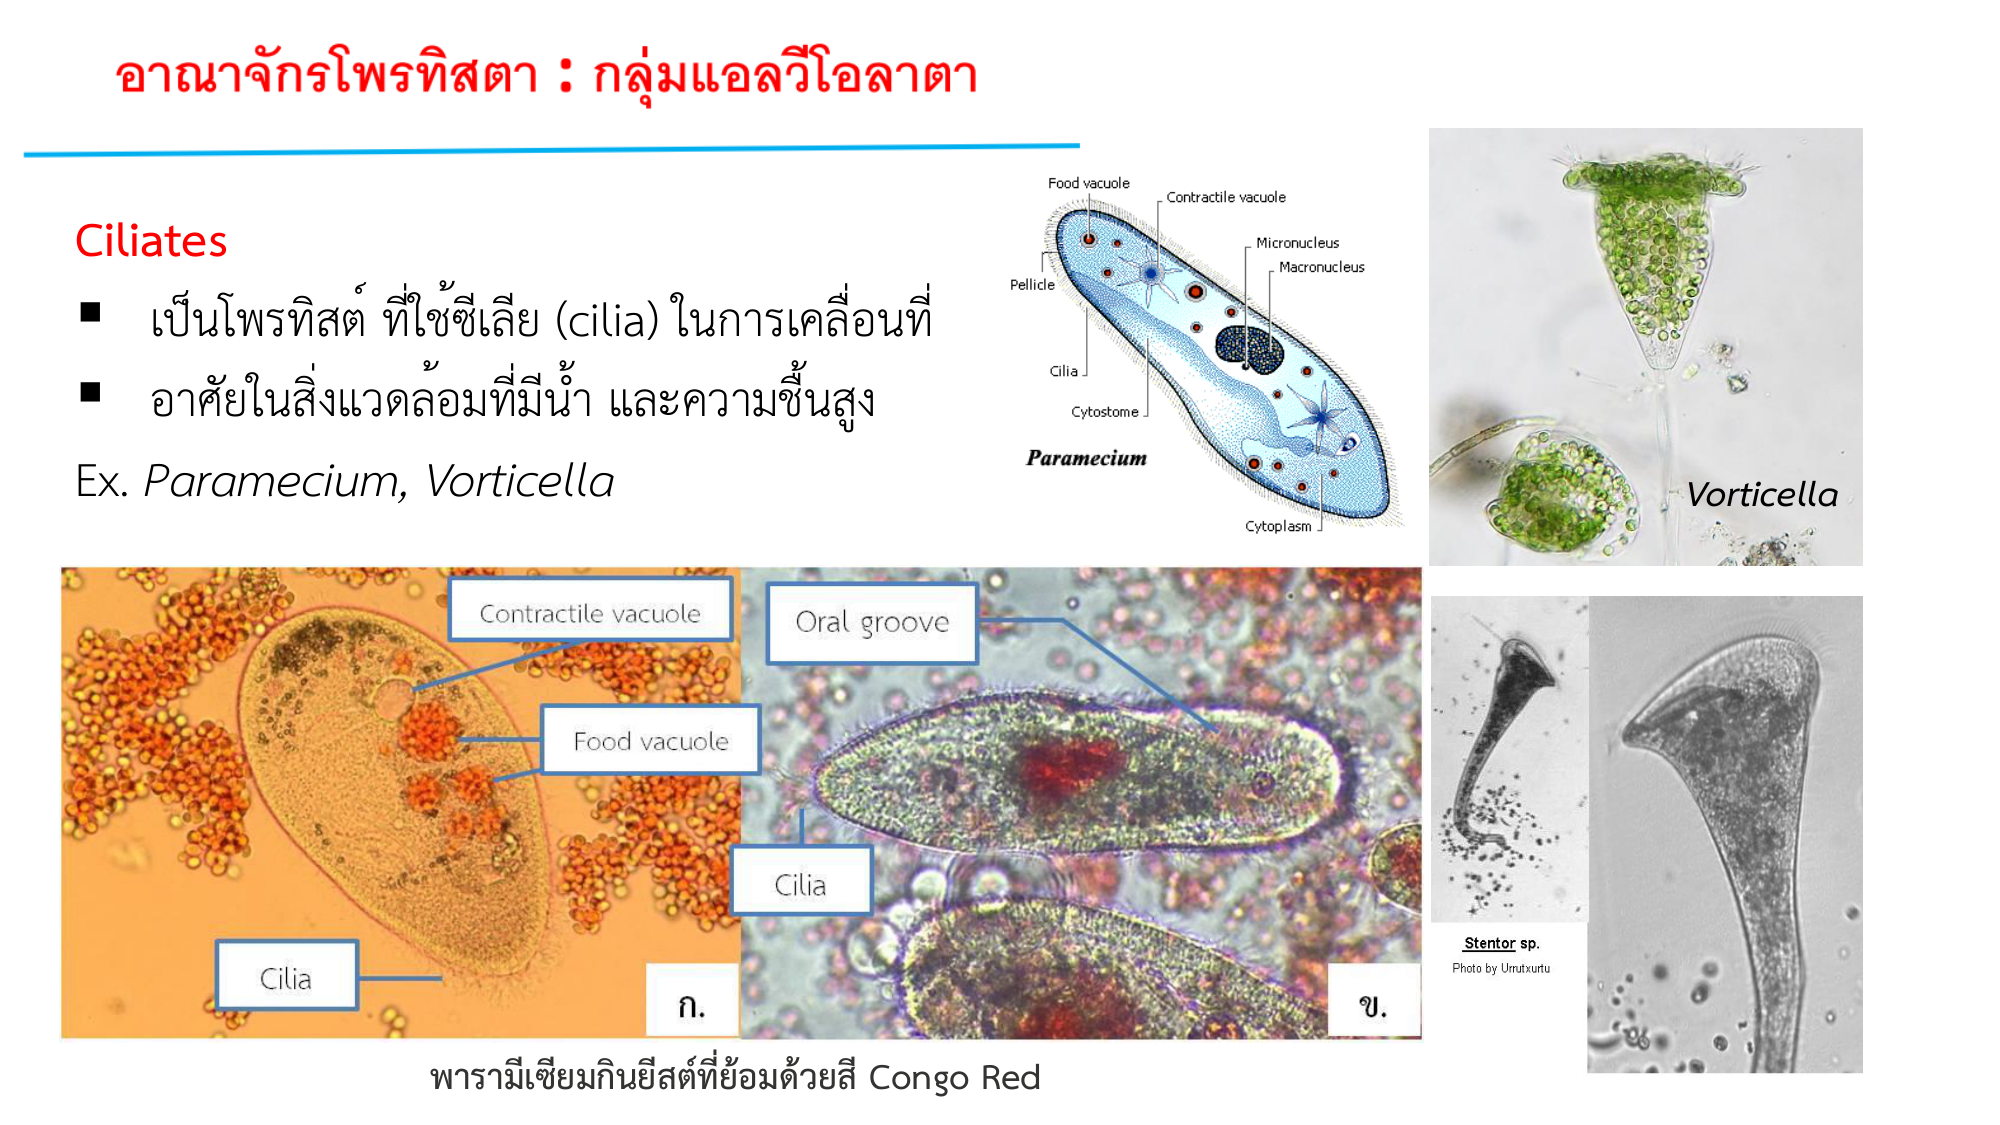 อาณาจักรโพรทิสตา : กลุ่มแอลวีโอลาตา
Ciliates
▪ เป็นโพรทิสต์ ที่ใช้ซีเลีย (cilia) ในการเคลื่อนที่
▪ อาศัยในสิ่งแวดล้อมที่มีน้ำ และความชื้นสูง
Ex. Paramecium, Vorticella
Food vacuole
Contractile vacuole
Micronucleus
Macronucleus
Pellicle
Cilia
Cytostome
Paramecium
Cytoplasm
Vorticella
Contractile vacuole
Food vacuole
Cilia
ก.
Oral groove
Cilia
ข.
พารามีเซียมกินยีสต์ที่ย้อมด้วยสี Congo Red
Stentor sp.
Photo by Urrutxurtu